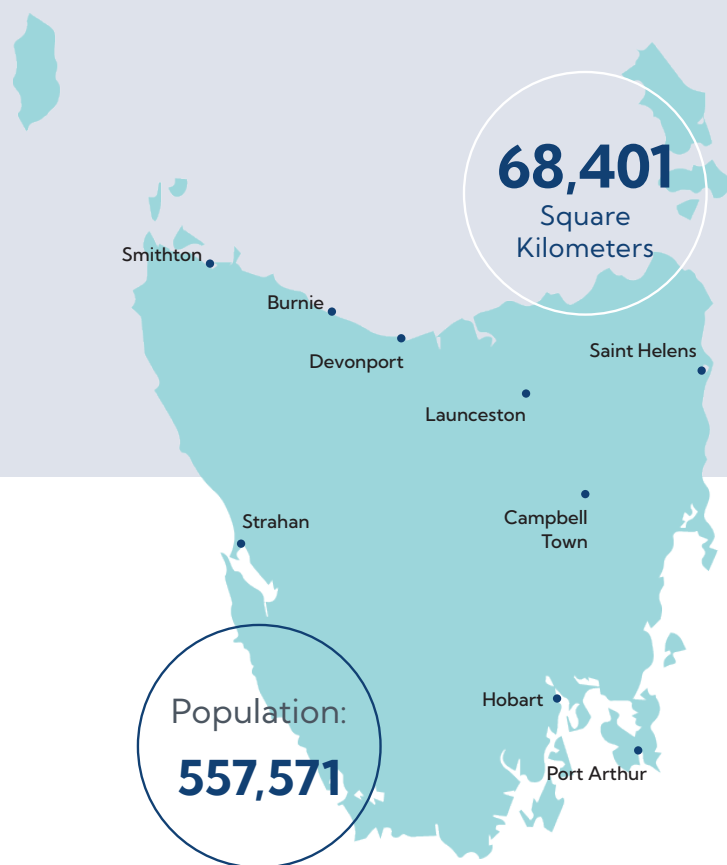 68,401
Square
Kilometers
Smithton
Burnie
Devonport
Saint Helens
Launceston
Campbell
Town
Strahan
Hobart
Population:
557,571
Port Arthur